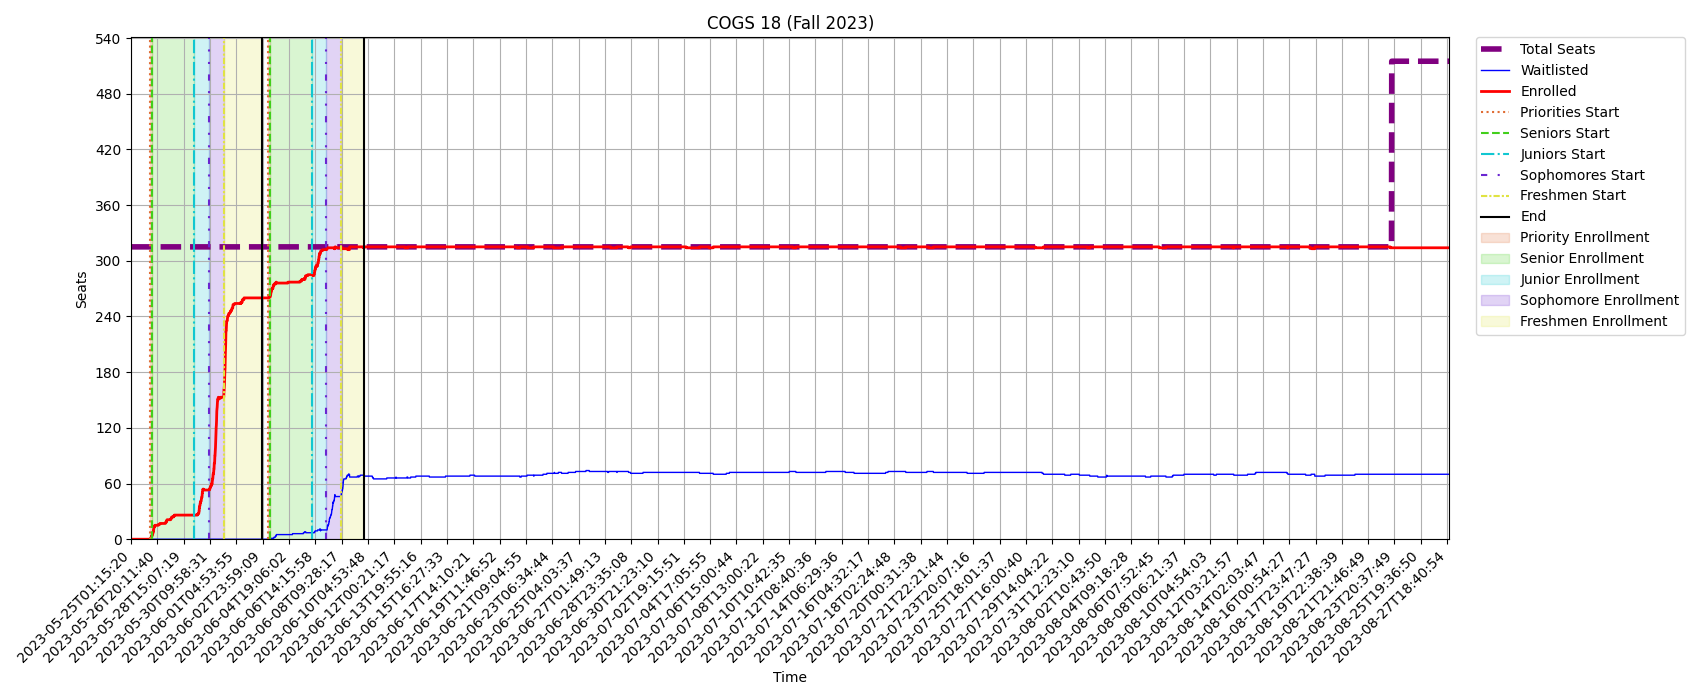 COGS 18 (Fall 2023)
540
480
420
360
300
240
180
120
60
0
Seats
2023-05-25T01:15:20
2023-05-26T20:11:40
2023-05-28T15:07:19
2023-05-30T09:58:31
2023-06-01T04:53:55
2023-06-02T23:59:09
2023-06-04T19:06:02
2023-06-06T14:15:58
2023-06-08T09:28:17
2023-06-10T04:53:48
2023-06-12T00:21:17
2023-06-13T19:55:16
2023-06-15T16:27:33
2023-06-17T14:10:21
2023-06-19T11:46:52
2023-06-21T09:04:55
2023-06-23T06:34:44
2023-06-25T04:03:37
2023-06-27T01:49:13
2023-06-28T23:35:08
2023-06-30T21:23:10
2023-07-02T19:15:51
2023-07-04T17:05:55
2023-07-06T15:00:44
2023-07-08T13:00:22
2023-07-10T10:42:35
2023-07-12T08:40:36
2023-07-14T06:29:36
2023-07-16T04:32:17
2023-07-18T02:24:48
2023-07-20T00:31:38
2023-07-21T22:21:44
2023-07-23T20:07:16
2023-07-25T18:01:37
2023-07-27T16:00:40
2023-07-29T14:04:22
2023-07-31T12:23:10
2023-08-02T10:43:50
2023-08-04T09:18:28
2023-08-06T07:52:45
2023-08-08T06:21:37
2023-08-10T04:54:03
2023-08-12T03:21:57
2023-08-14T02:03:47
2023-08-16T00:54:27
2023-08-17T23:47:27
2023-08-19T22:38:39
2023-08-21T21:46:49
2023-08-23T20:37:49
2023-08-25T19:36:50
2023-08-27T18:40:54
Time
Total Seats
Waitlisted
Enrolled
Priorities Start
Seniors Start
Juniors Start
Sophomores Start
Freshmen Start
End
Priority Enrollment
Senior Enrollment
Junior Enrollment
Sophomore Enrollment
Freshmen Enrollment